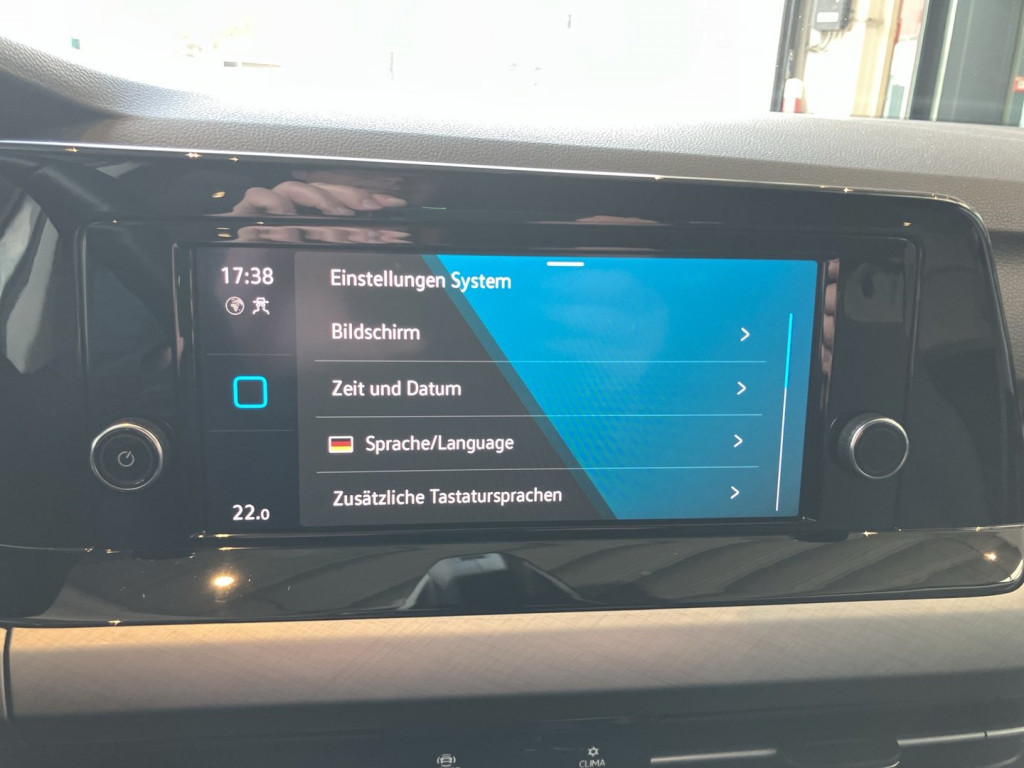 17:38
Einstellungen System
Bildschirm
Zeit und Datum
Sprache/Language
Zusätzliche Tastatursprachen
22.0
CLIMA